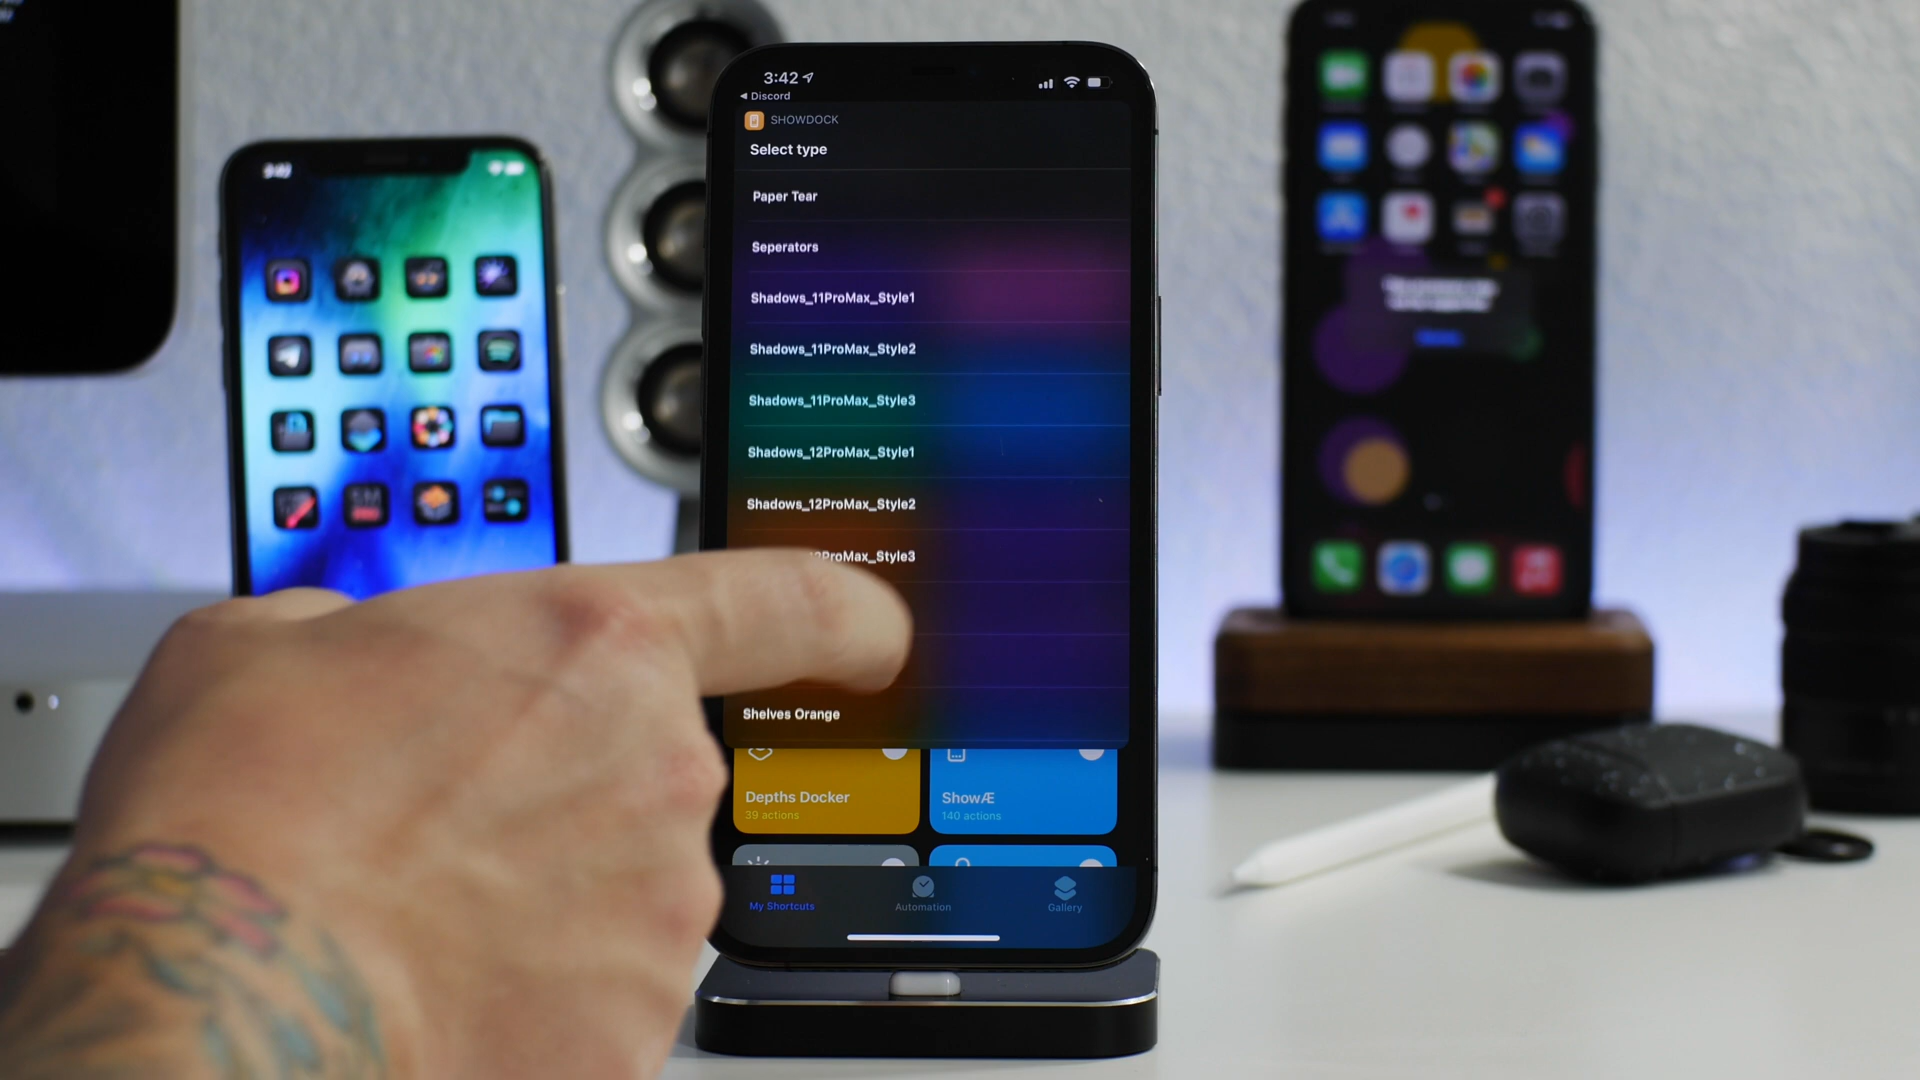 3:42
◀ Discord
SHOWDOCK
Select type
Paper Tear
Seperators
Shadows_11ProMax_Style1
Shadows_11ProMax_Style2
Shadows_11ProMax_Style3
Shadows_12ProMax_Style1
Shadows_12ProMax_Style2
2ProMax_Style3
Shelves Orange
Depths Docker
39 actions
ShowÆ
140 actions
My Shortcuts
Automation
Gallery